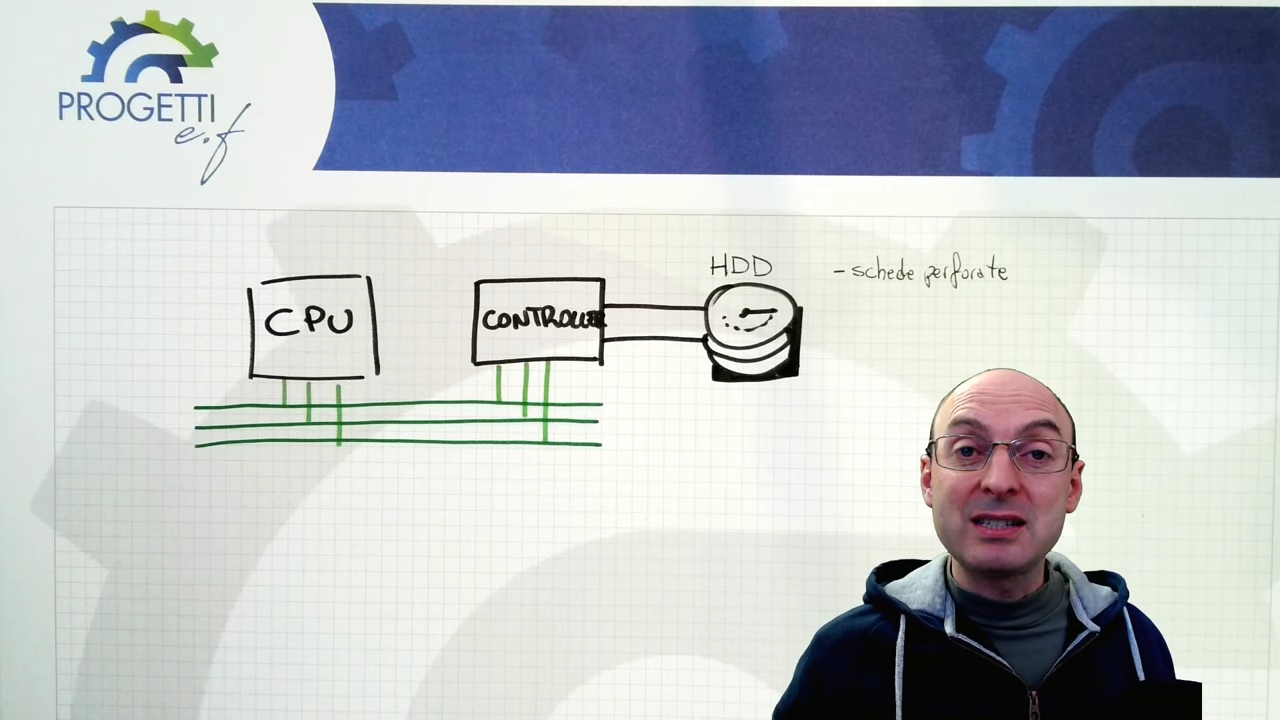 PROGETTI
e.f
CPU
CONTROLLER
HDD
- schede perforate